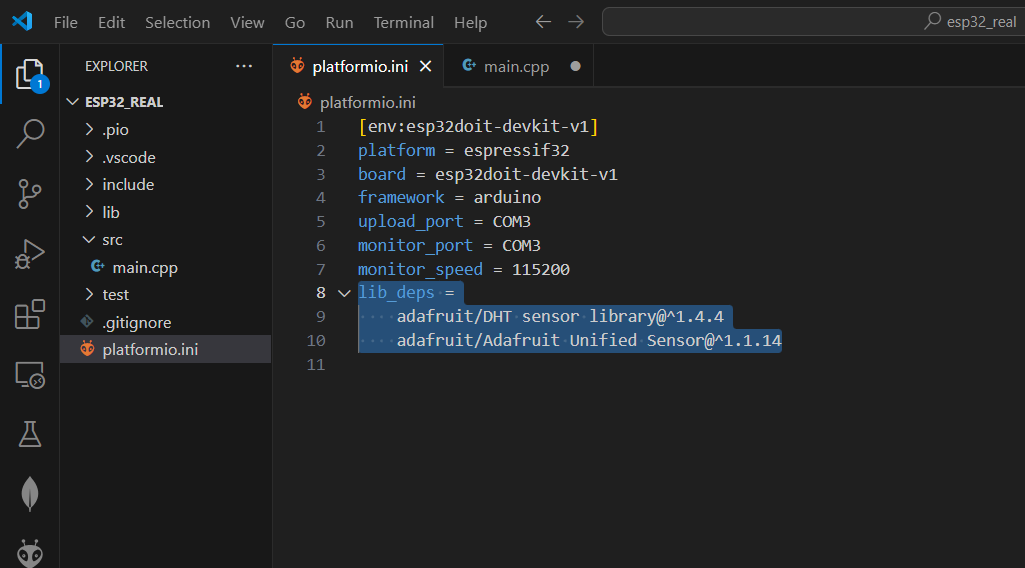 File Edit Selection View Go Run Terminal Help esp32_real
EXPLORER
platformio.ini main.cpp
1
ESP32_REAL
.pio
.vscode
include
lib
src
main.cpp
test
.gitignore
platformio.ini
platformio.ini
1 [env:esp32doit-devkit-v1]
2 platform = espressif32
3 board = esp32doit-devkit-v1
4 framework = arduino
5 upload_port = COM3
6 monitor_port = COM3
7 monitor_speed = 115200
8 lib_deps =
9 adafruit/DHT sensor library@^1.4.4
10 adafruit/Adafruit Unified Sensor@^1.1.14
11